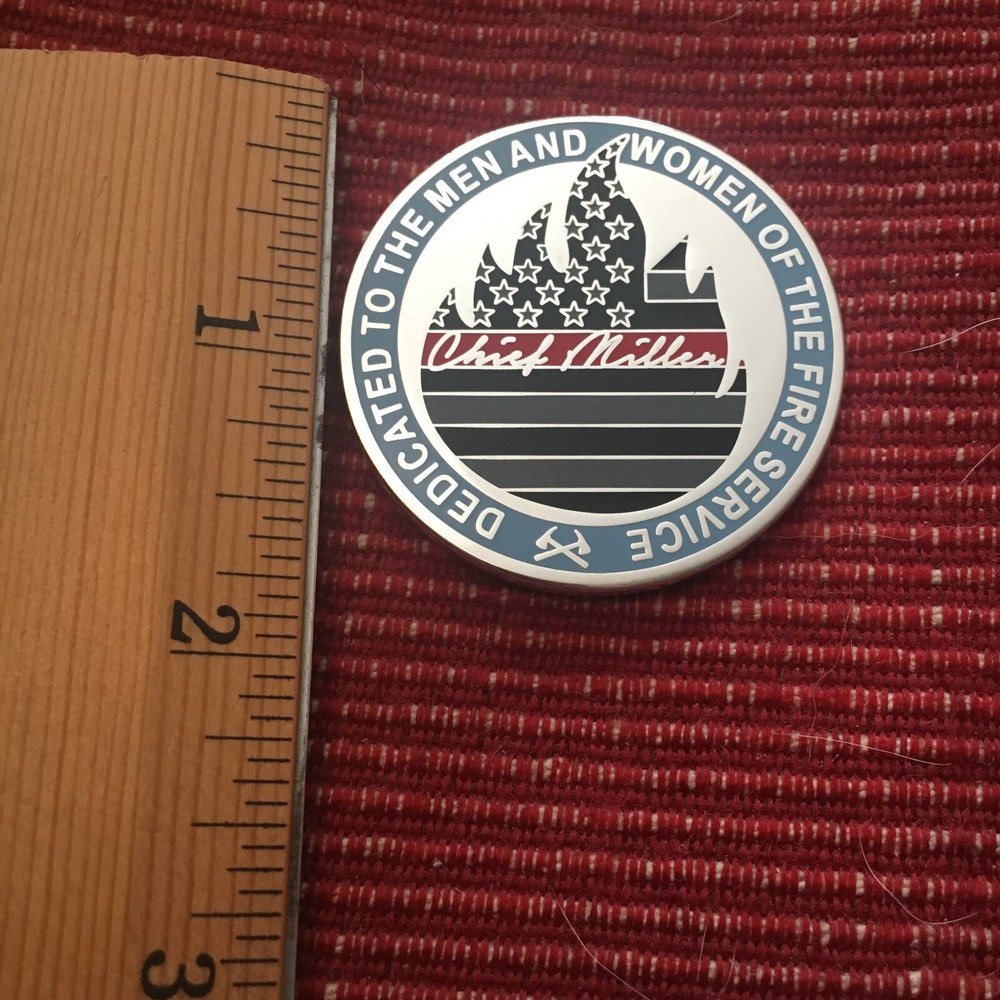 DEDICATED TO THE MEN AND WOMEN OF THE FIRE SERVICE
Chief Miller
1
2
3